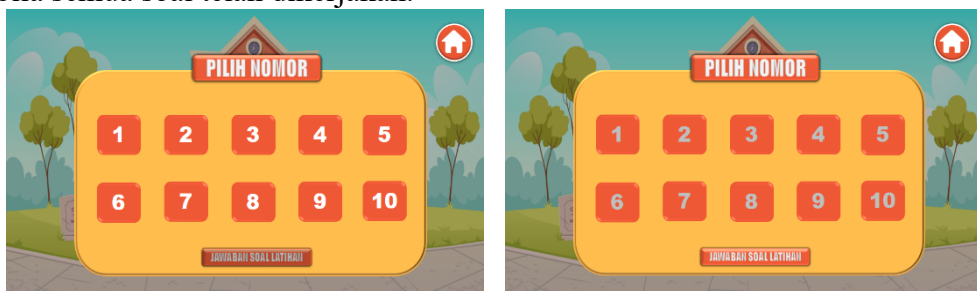 semua soal telah dikerjakan.
PILIH NOMOR
1 2 3 4 5
6 7 8 9 10
JAWABAN SOAL LATIHAN
PILIH NOMOR
1 2 3 4 5
6 7 8 9 10
JAWABAN SOAL LATIHAN